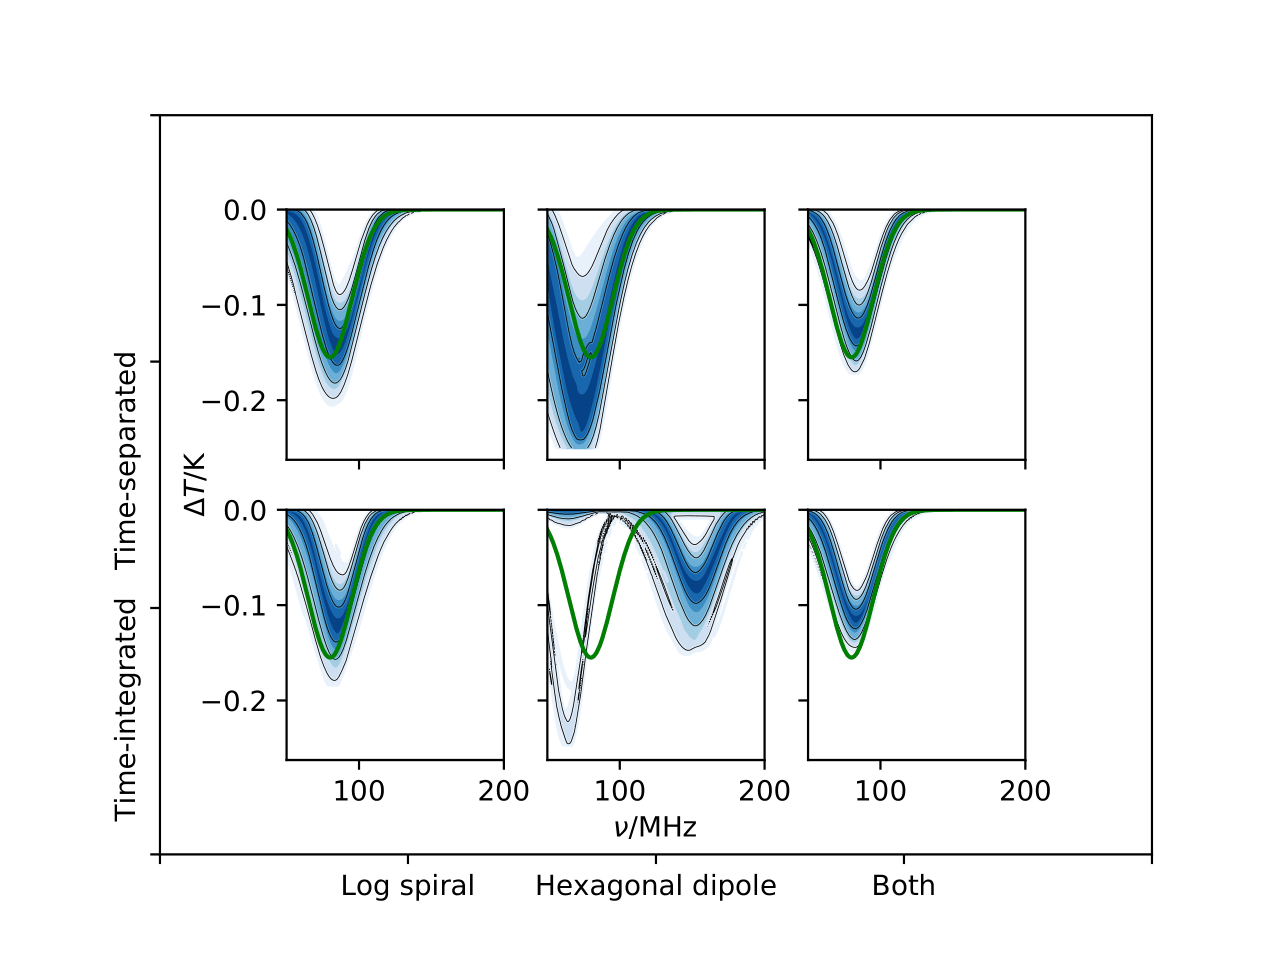 0.0
−0.1
−0.2
Time-separated
ΔT/K
0.0
−0.1
−0.2
Time-integrated
100
200
100
200
100
200
ν/MHz
Log spiral
Hexagonal dipole
Both